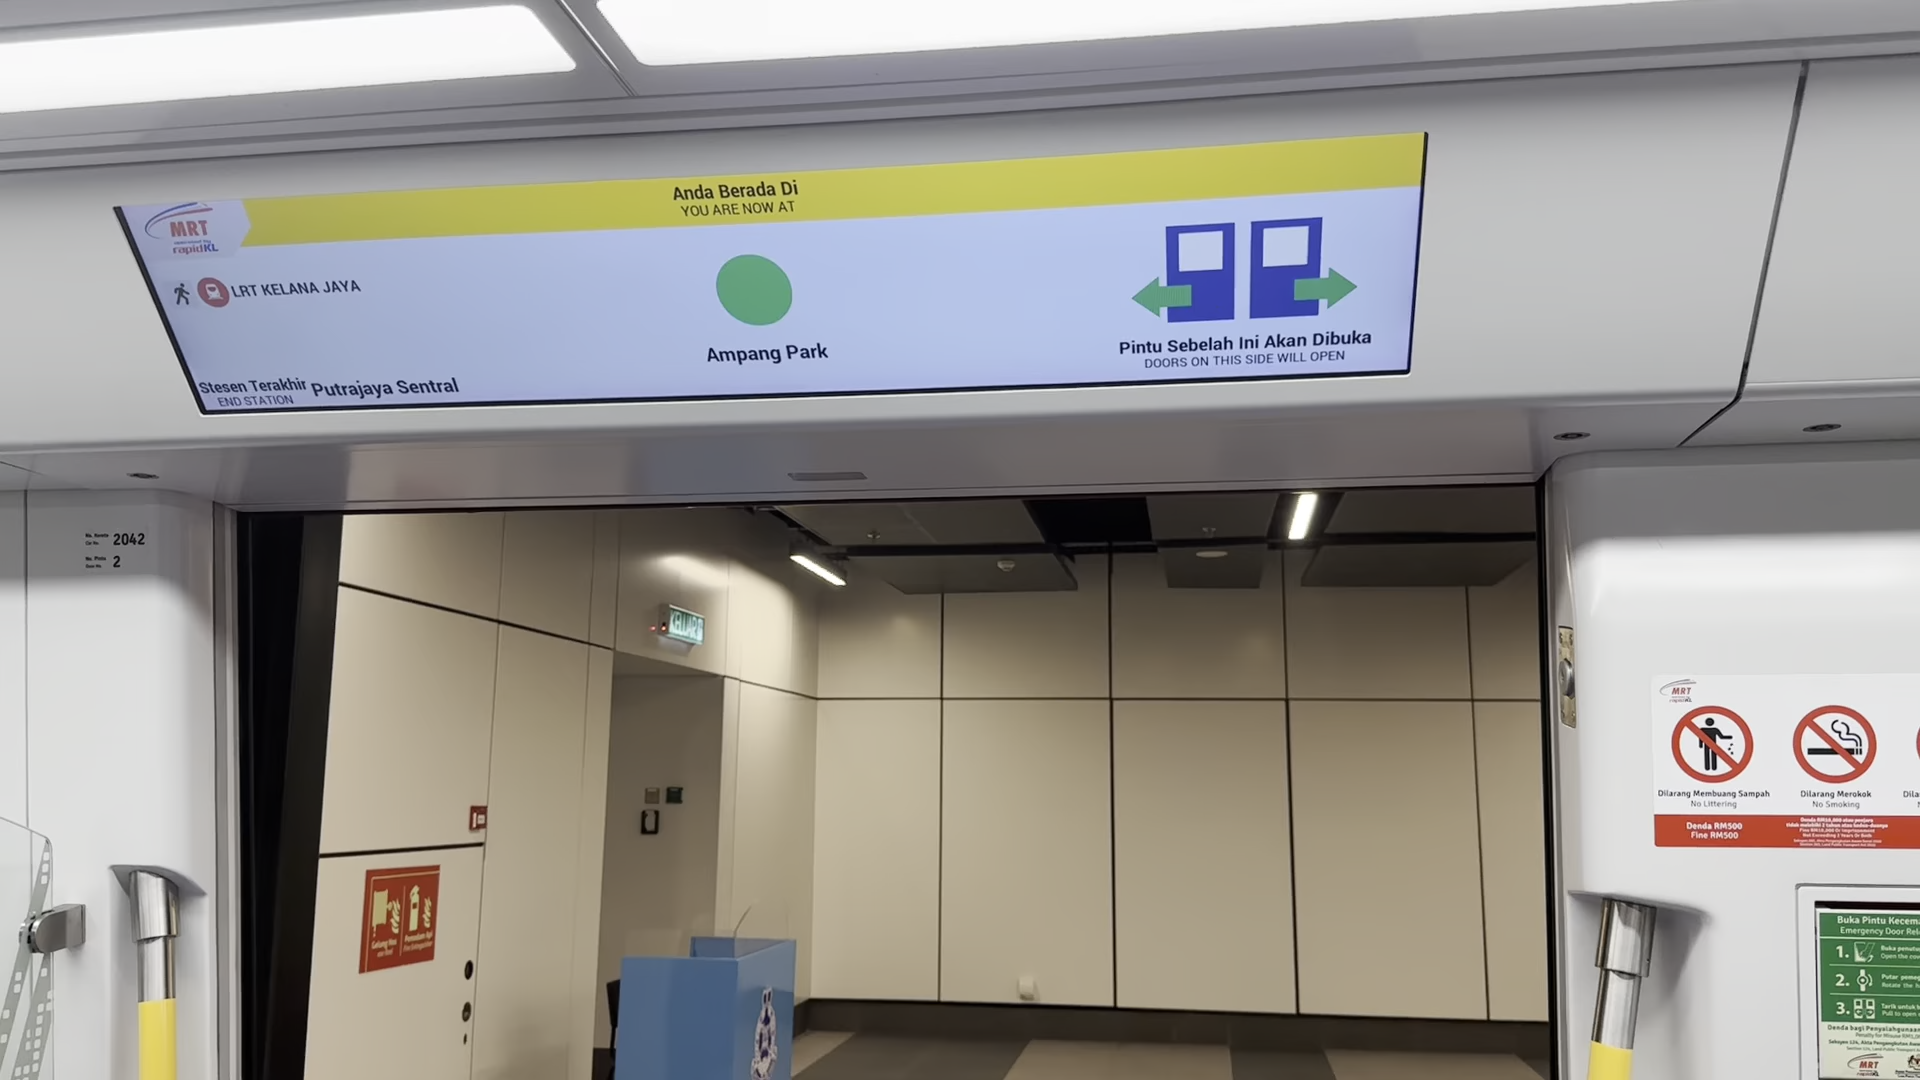 Anda Berada Di
YOU ARE NOW AT
MRT
rapidKL
LRT KELANA JAYA
Ampang Park
Stesen Terakhir Putrajaya Sentral
END STATION
Pintu Sebelah Ini Akan Dibuka
DOORS ON THIS SIDE WILL OPEN
2042
2
KELUAR
MRT
rapidKL
Dilarang Membuang Sampah
No Littering
Dilarang Merokok
No Smoking
Denda RM500
Fine RM500
Buka Pintu Kecem
Emergency Door Rel
1.
2.
3.
MRT